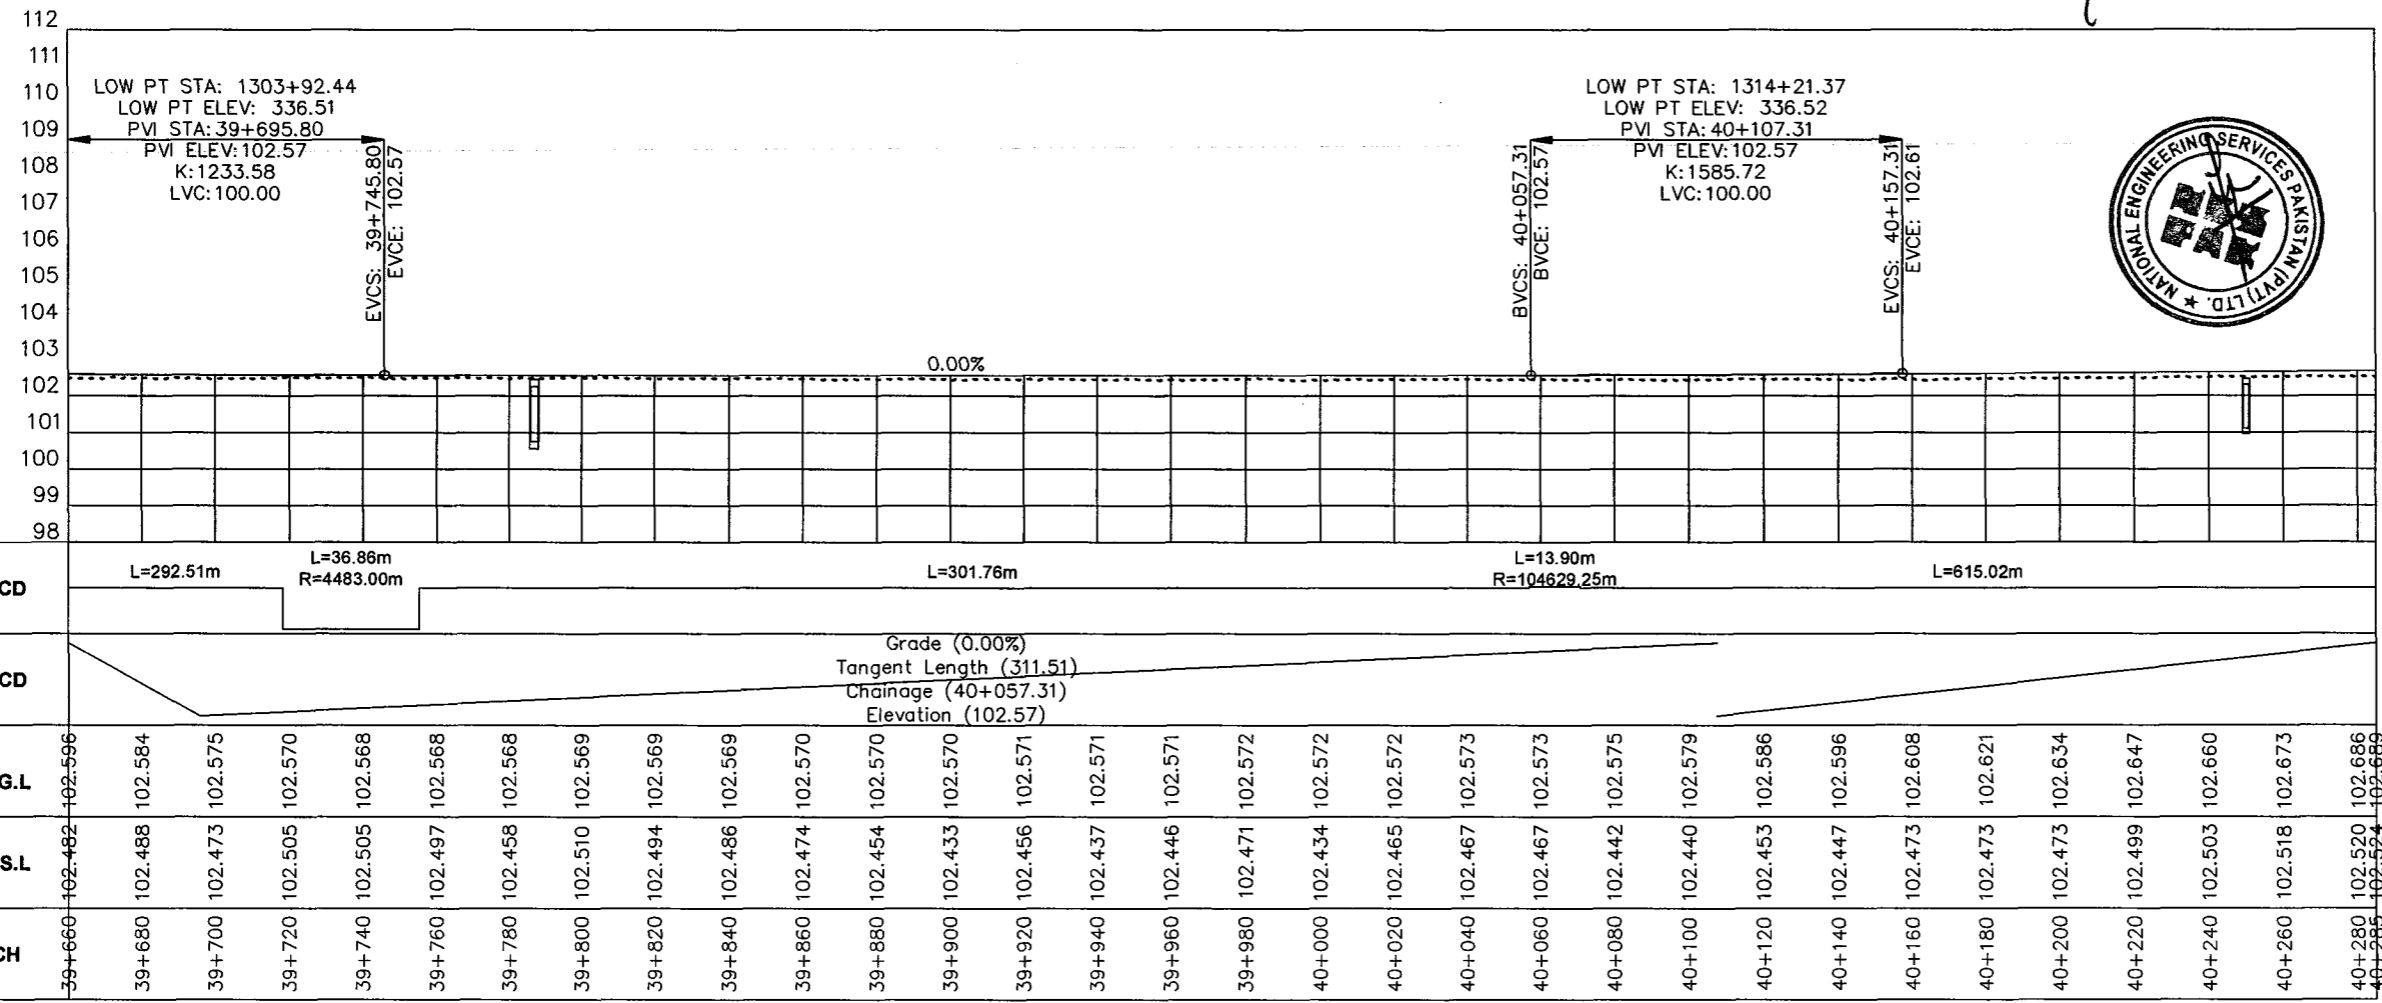 112
111
110
109
108
107
106
105
104
103
102
101
100
99
98
LOW PT STA: 1303+92.44
LOW PT ELEV: 336.51
PVI STA:39+695.80
PVI ELEV:102.57
K:1233.58
LVC:100.00
EVCS: 39+745.80
EVCE: 102.57
0.00%
BVCS: 40+057.31
BVCE: 102.57
LOW PT STA: 1314+21.37
LOW PT ELEV: 336.52
PVI STA:40+107.31
PVI ELEV:102.57
K:1585.72
LVC:100.00
EVCS: 40+157.31
EVCE: 102.61
NATIONAL ENGINEERING SERVICES PAKISTAN (PVT) LTD. ★
CD
L=292.51m
L=36.86m
R=4483.00m
L=301.76m
L=13.90m
R=104629.25m
L=615.02m
CD
Grade (0.00%)
Tangent Length (311.51)
Chainage (40+057.31)
Elevation (102.57)
G.L 102.596 102.584 102.575 102.570 102.568 102.568 102.568 102.569 102.569 102.569 102.570 102.570 102.570 102.571 102.571 102.571 102.572 102.572 102.572 102.573 102.573 102.575 102.579 102.586 102.596 102.608 102.621 102.634 102.647 102.660 102.673 102.686 102.689
S.L 102.482 102.488 102.473 102.505 102.505 102.497 102.458 102.510 102.494 102.486 102.474 102.454 102.433 102.456 102.437 102.446 102.471 102.434 102.465 102.467 102.467 102.442 102.440 102.453 102.447 102.473 102.473 102.473 102.499 102.503 102.518 102.520 102.524
CH 39+660 39+680 39+700 39+720 39+740 39+760 39+780 39+800 39+820 39+840 39+860 39+880 39+900 39+920 39+940 39+960 39+980 40+000 40+020 40+040 40+060 40+080 40+100 40+120 40+140 40+160 40+180 40+200 40+220 40+240 40+260 40+280 40+285